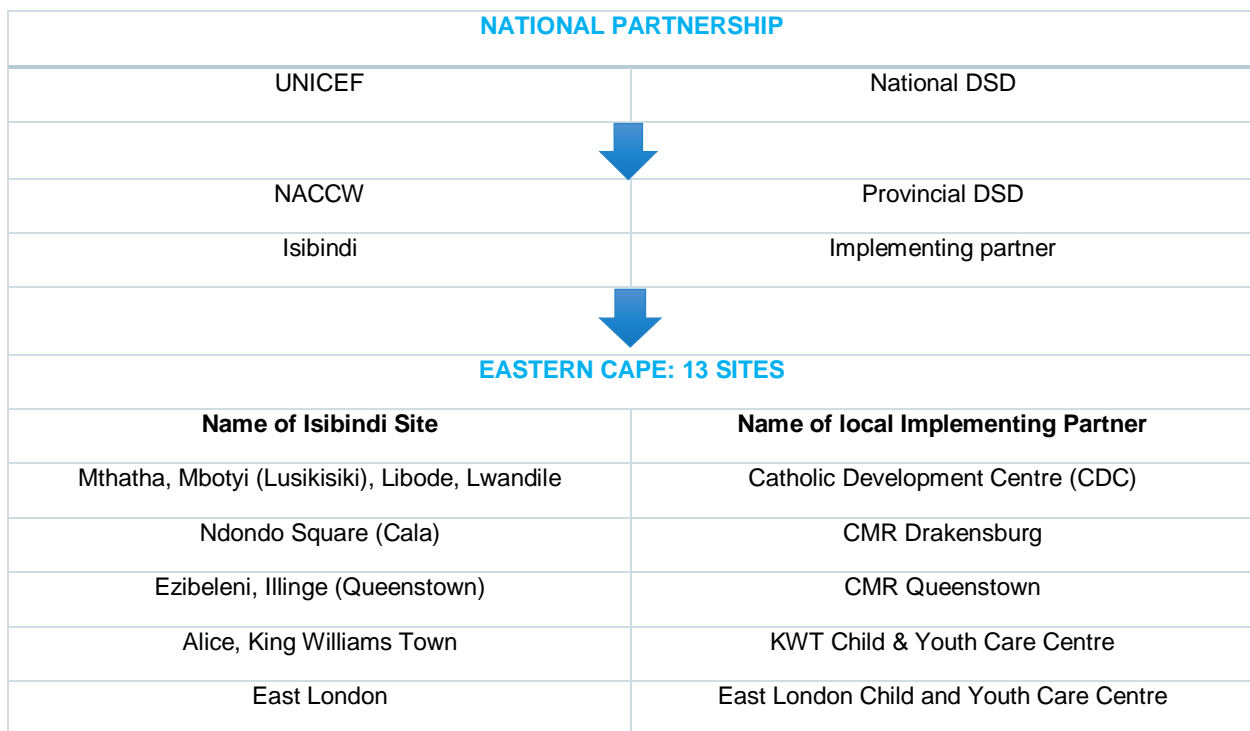 NATIONAL PARTNERSHIP
UNICEF National DSD
NACCW Provincial DSD
Isibindi Implementing partner
EASTERN CAPE: 13 SITES
Name of Isibindi Site Name of local Implementing Partner
Mthatha, Mbotyi (Lusikisiki), Libode, Lwandile Catholic Development Centre (CDC)
Ndondo Square (Cala) CMR Drakensburg
Ezibeleni, Illinge (Queenstown) CMR Queenstown
Alice, King Williams Town KWT Child & Youth Care Centre
East London East London Child and Youth Care Centre